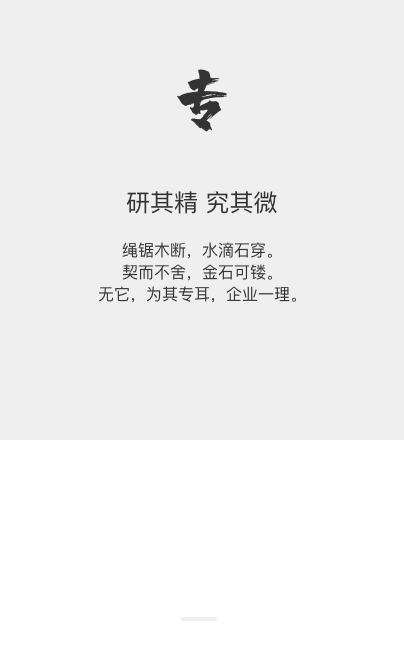 专
研其精 究其微
绳锯木断，水滴石穿。
契而不舍，金石可镂。
无它，为其专耳，企业一理。